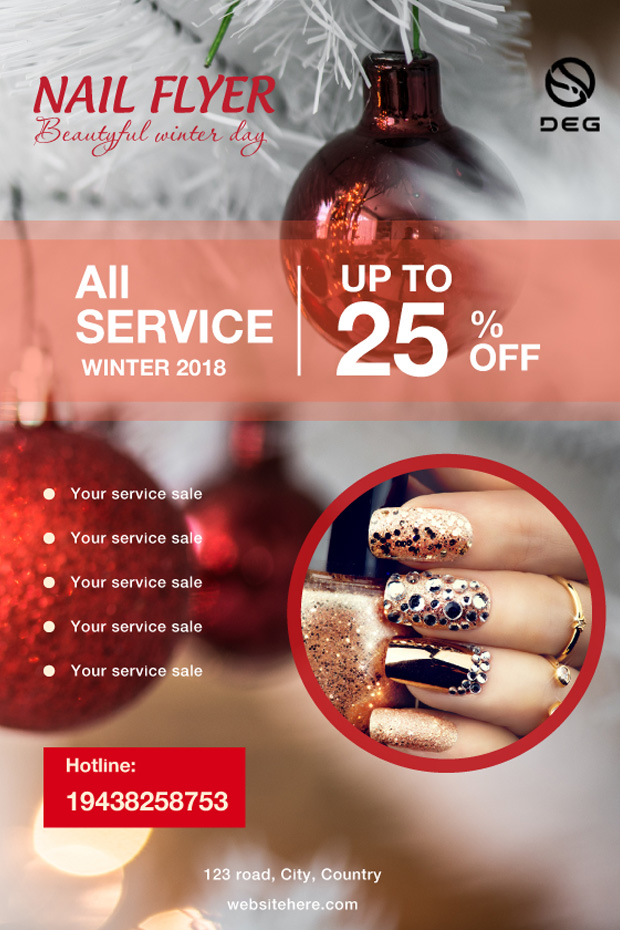 NAIL FLYER
Beautyful winter day
DEG
All
SERVICE
WINTER 2018
UP TO
25
%
OFF
Your service sale
Your service sale
Your service sale
Your service sale
Your service sale
Hotline:
19438258753
123 road, City, Country
websitehere.com